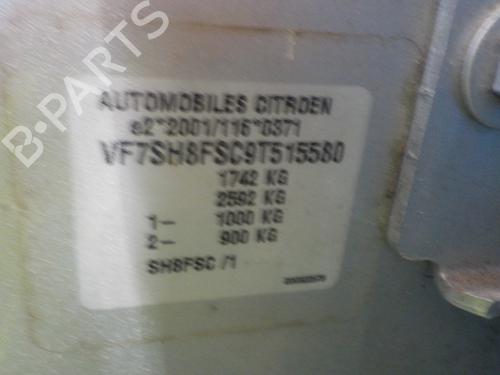 B-PARTS
AUTOMOBILES CITROEN
e2*2001/116*0371
VF7SH8FSC9T515580
1742 KG
2592 KG
1- 1000 KG
2- 900 KG
SH8FSC /1